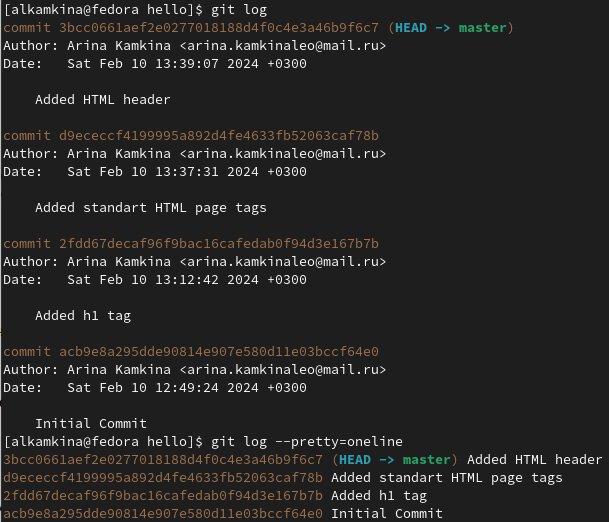 [alkamkina@fedora hello]$ git log
commit 3bcc0661aef2e0277018188d4f0c4e3a46b9f6c7 (HEAD -> master)
Author: Arina Kamkina <arina.kamkinaleo@mail.ru>
Date:   Sat Feb 10 13:39:07 2024 +0300
    Added HTML header
commit d9ececcf4199995a892d4fe4633fb52063caf78b
Author: Arina Kamkina <arina.kamkinaleo@mail.ru>
Date:   Sat Feb 10 13:37:31 2024 +0300
    Added standart HTML page tags
commit 2fdd67decaf96f9bac16cafedab0f94d3e167b7b
Author: Arina Kamkina <arina.kamkinaleo@mail.ru>
Date:   Sat Feb 10 13:12:42 2024 +0300
    Added h1 tag
commit acb9e8a295dde90814e907e580d11e03bccf64e0
Author: Arina Kamkina <arina.kamkinaleo@mail.ru>
Date:   Sat Feb 10 12:49:24 2024 +0300
    Initial Commit
[alkamkina@fedora hello]$ git log --pretty=oneline
3bcc0661aef2e0277018188d4f0c4e3a46b9f6c7 (HEAD -> master) Added HTML header
d9ececcf4199995a892d4fe4633fb52063caf78b Added standart HTML page tags
2fdd67decaf96f9bac16cafedab0f94d3e167b7b Added h1 tag
acb9e8a295dde90814e907e580d11e03bccf64e0 Initial Commit